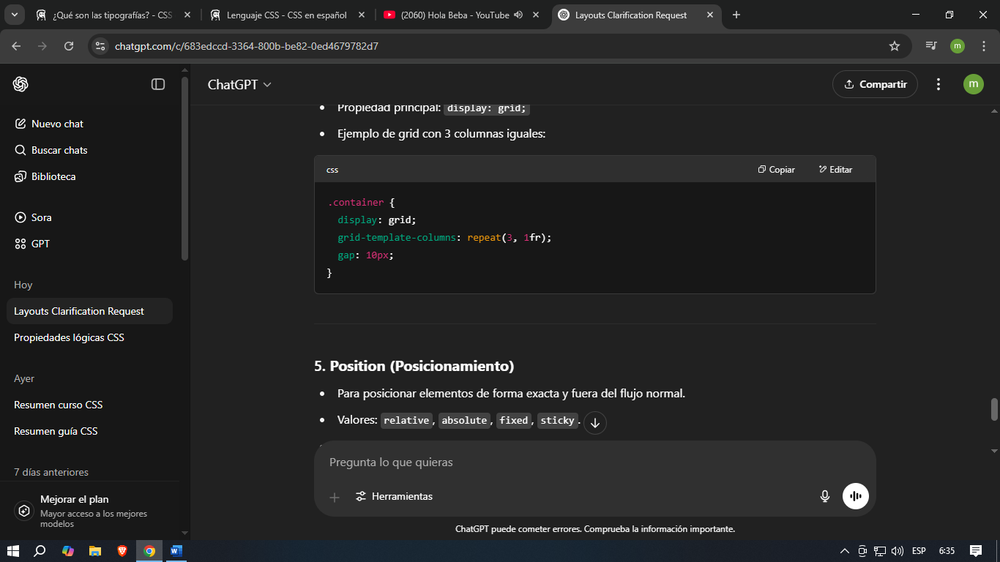 ¿Qué son las tipografías? - CSS
Lenguaje CSS - CSS en español
(2060) Hola Beba - YouTube
Layouts Clarification Request
chatgpt.com/c/683edccd-3364-800b-be82-0ed4679782d7
m
ChatGPT
Compartir
m
Nuevo chat
Buscar chats
Biblioteca
Sora
GPT
Hoy
Layouts Clarification Request
Propiedades lógicas CSS
Ayer
Resumen curso CSS
Resumen guía CSS
7 días anteriores
Mejorar el plan
Mayor acceso a los mejores
modelos
Propiedad principal: display: grid;
Ejemplo de grid con 3 columnas iguales:
css
Copiar
Editar
.container {
display: grid;
grid-template-columns: repeat(3, 1fr);
gap: 10px;
}
5. Position (Posicionamiento)
Para posicionar elementos de forma exacta y fuera del flujo normal.
Valores: relative, absolute, fixed, sticky.
Pregunta lo que quieras
Herramientas
ChatGPT puede cometer errores. Comprueba la información importante.
ESP
6:35